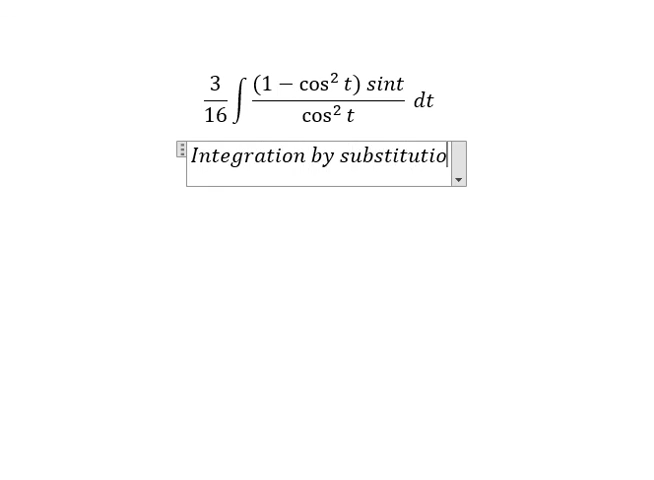 3/16 ∫ (1 − cos² t) sint / cos² t dt
Integration by substitutio